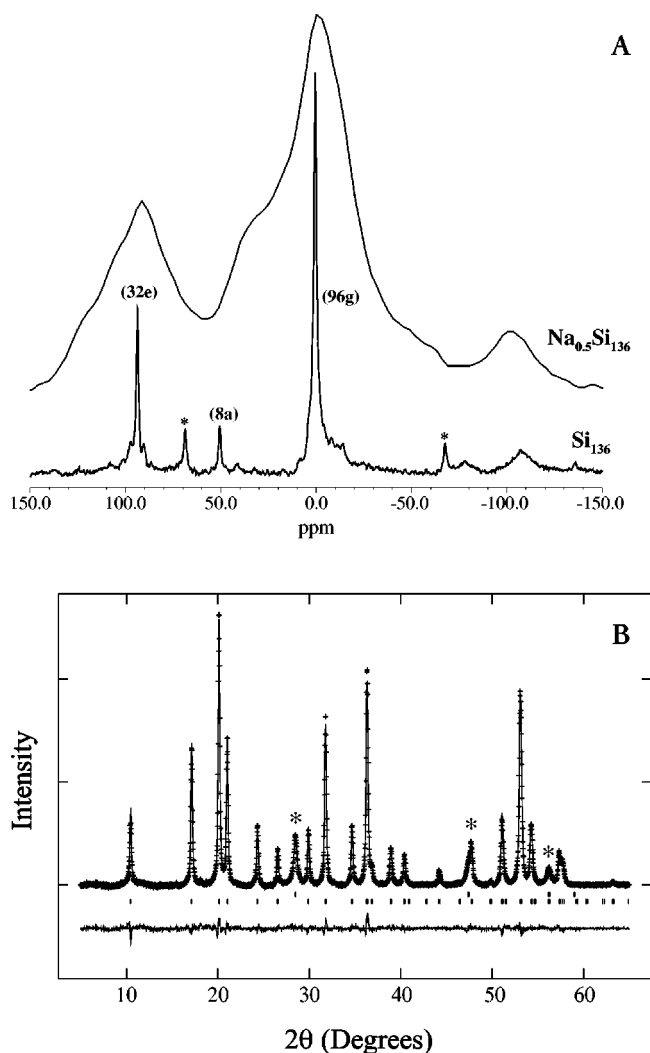 A
(32e)
(96g)
Na0.5Si136
*
(8a)
*
Si136
150.0 100.0 50.0 0.0 -50.0 -100.0 -150.0
ppm
B
Intensity
*
*
*
10 20 30 40 50 60
2θ (Degrees)